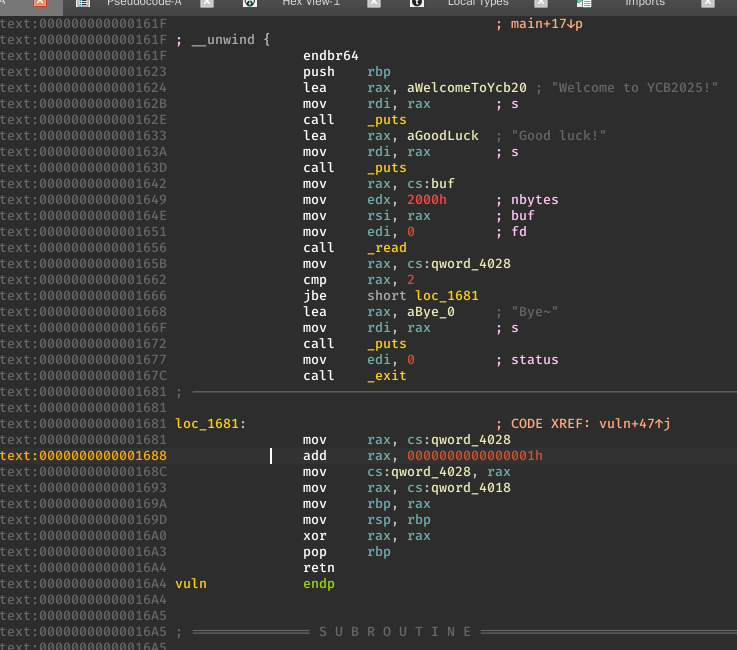 A Pseudocode-A Hex View-1 Local Types Imports
text:000000000000161F ; main+17↓p
text:000000000000161F ; __unwind {
text:000000000000161F endbr64
text:0000000000001623 push rbp
text:0000000000001624 lea rax, aWelcomeToYcb20 ; "Welcome to YCB2025!"
text:000000000000162B mov rdi, rax ; s
text:000000000000162E call _puts
text:0000000000001633 lea rax, aGoodLuck ; "Good luck!"
text:000000000000163A mov rdi, rax ; s
text:000000000000163D call _puts
text:0000000000001642 mov rax, cs:buf
text:0000000000001649 mov edx, 2000h ; nbytes
text:000000000000164E mov rsi, rax ; buf
text:0000000000001651 mov edi, 0 ; fd
text:0000000000001656 call _read
text:000000000000165B mov rax, cs:qword_4028
text:0000000000001662 cmp rax, 2
text:0000000000001666 jbe short loc_1681
text:0000000000001668 lea rax, aBye_0 ; "Bye~"
text:000000000000166F mov rdi, rax ; s
text:0000000000001672 call _puts
text:0000000000001677 mov edi, 0 ; status
text:000000000000167C call _exit
text:0000000000001681 ;
text:0000000000001681
text:0000000000001681 loc_1681: ; CODE XREF: vuln+47↑j
text:0000000000001681 mov rax, cs:qword_4028
text:0000000000001688 add rax, 0000000000000001h
text:000000000000168C mov cs:qword_4028, rax
text:0000000000001693 mov rax, cs:qword_4018
text:000000000000169A mov rbp, rax
text:000000000000169D mov rsp, rbp
text:00000000000016A0 xor rax, rax
text:00000000000016A3 pop rbp
text:00000000000016A4 retn
text:00000000000016A4 vuln endp
text:00000000000016A4
text:00000000000016A5
text:00000000000016A5 ; =============== S U B R O U T I N E ===================
text:00000000000016A5